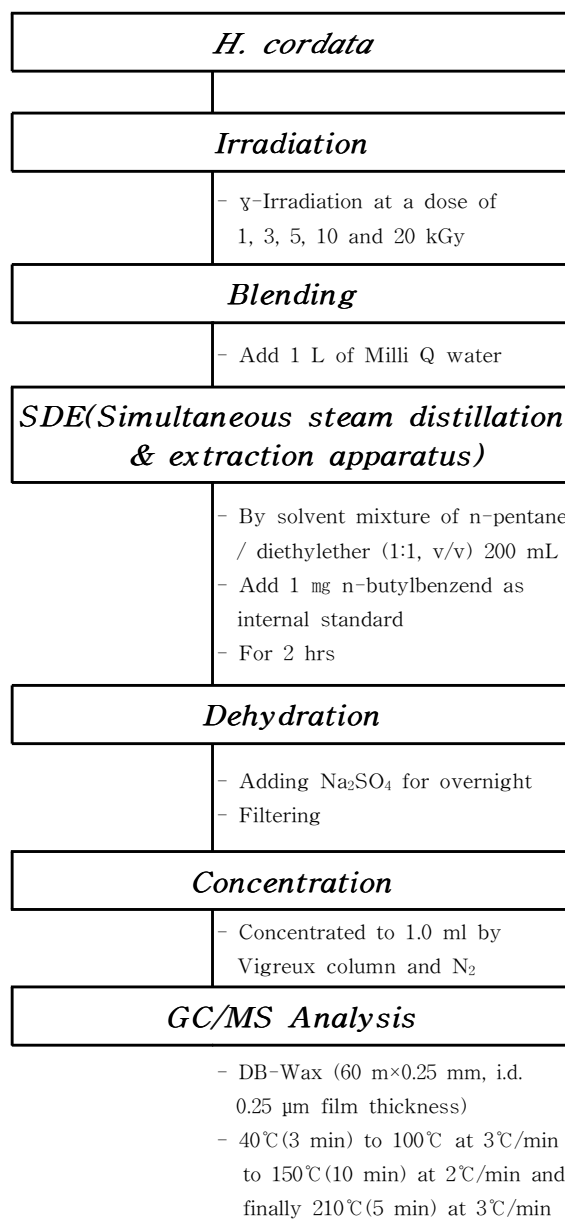 H. cordata
Irradiation
- ɣ-Irradiation at a dose of
1, 3, 5, 10 and 20 kGy
Blending
- Add 1 L of Milli Q water
SDE(Simultaneous steam distillation
& extraction apparatus)
- By solvent mixture of n-pentane
/ diethylether (1:1, v/v) 200 mL
- Add 1 ㎎ n-butylbenzend as
internal standard
- For 2 hrs
Dehydration
- Adding Na₂SO₄ for overnight
- Filtering
Concentration
- Concentrated to 1.0 ml by
Vigreux column and N₂
GC/MS Analysis
- DB-Wax (60 m×0.25 mm, i.d.
0.25 µm film thickness)
- 40℃(3 min) to 100℃ at 3℃/min
to 150℃(10 min) at 2℃/min and
finally 210℃(5 min) at 3℃/min